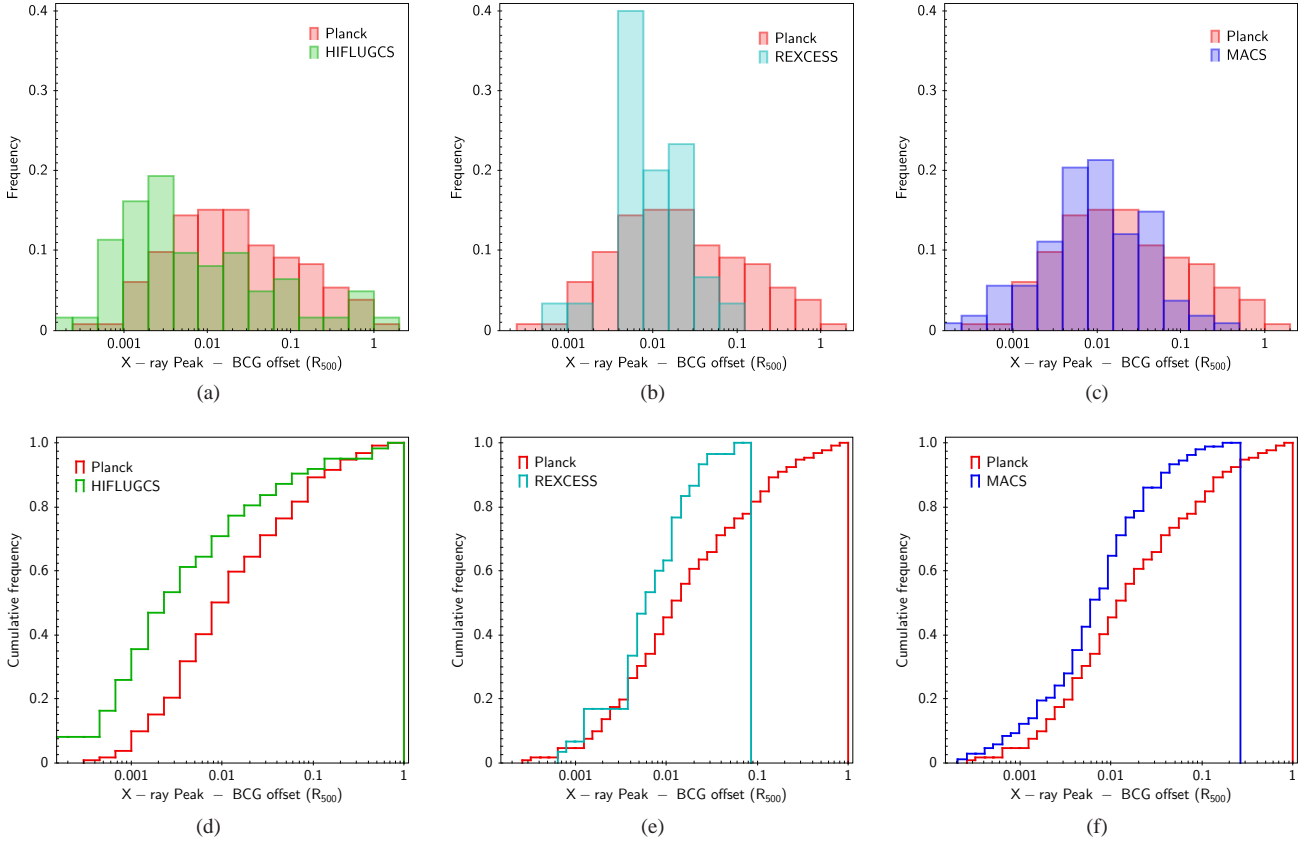 0.4
0.3
0.2
0.1
0
Frequency
Planck
HIFLUGCS
0.001
0.01
0.1
1
X − ray Peak − BCG offset (R500)
(a)
0.4
0.3
0.2
0.1
0
Frequency
Planck
REXCESS
0.001
0.01
0.1
1
X − ray Peak − BCG offset (R500)
(b)
0.4
0.3
0.2
0.1
0
Frequency
Planck
MACS
0.001
0.01
0.1
1
X − ray Peak − BCG offset (R500)
(c)
1.0
0.8
0.6
0.4
0.2
0
Cumulative frequency
Planck
HIFLUGCS
0.001
0.01
0.1
1
X − ray Peak − BCG offset (R500)
(d)
1.0
0.8
0.6
0.4
0.2
0
Cumulative frequency
Planck
REXCESS
0.001
0.01
0.1
1
X − ray Peak − BCG offset (R500)
(e)
1.0
0.8
0.6
0.4
0.2
0
Cumulative frequency
Planck
MACS
0.001
0.01
0.1
1
X − ray Peak − BCG offset (R500)
(f)